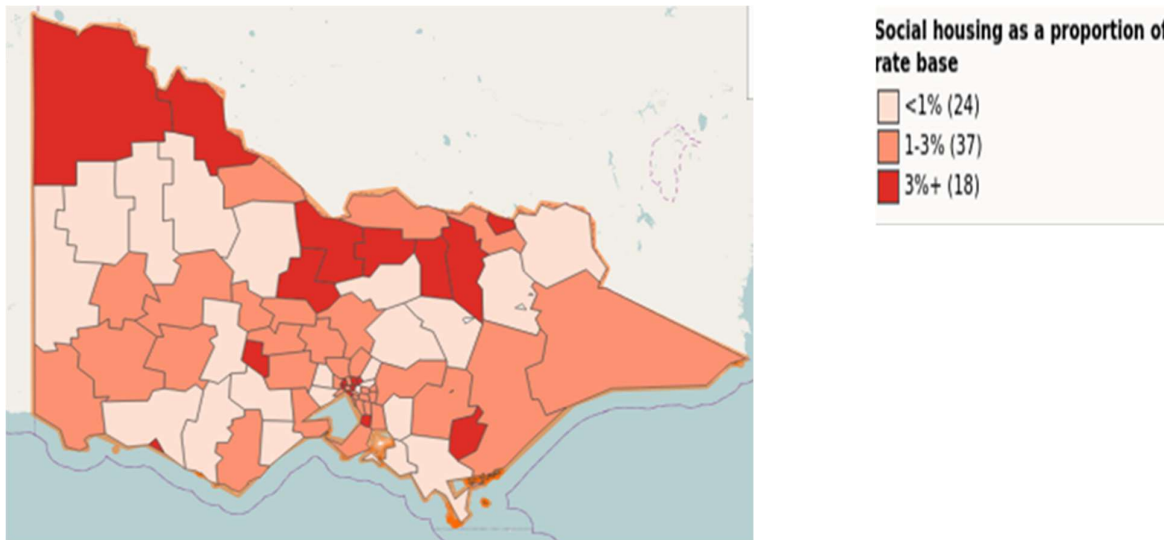 Social housing as a proportion of
rate base
<1% (24)
1-3% (37)
3%+ (18)